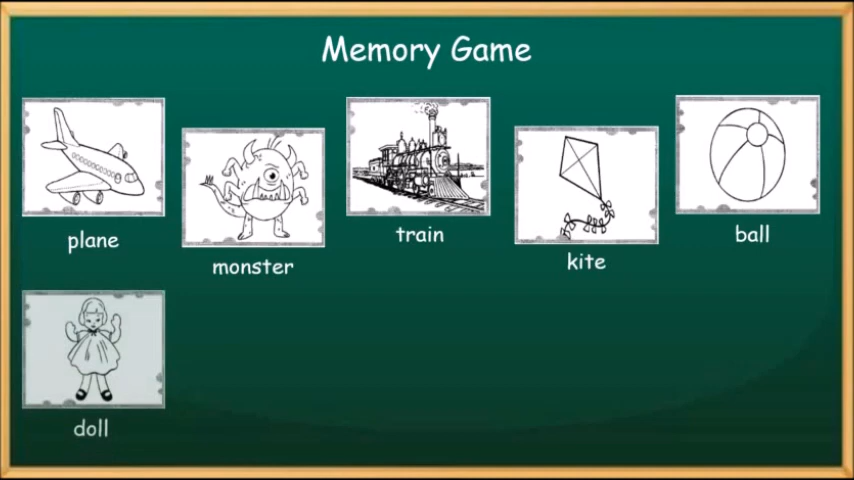 Memory Game
plane
monster
train
kite
ball
doll